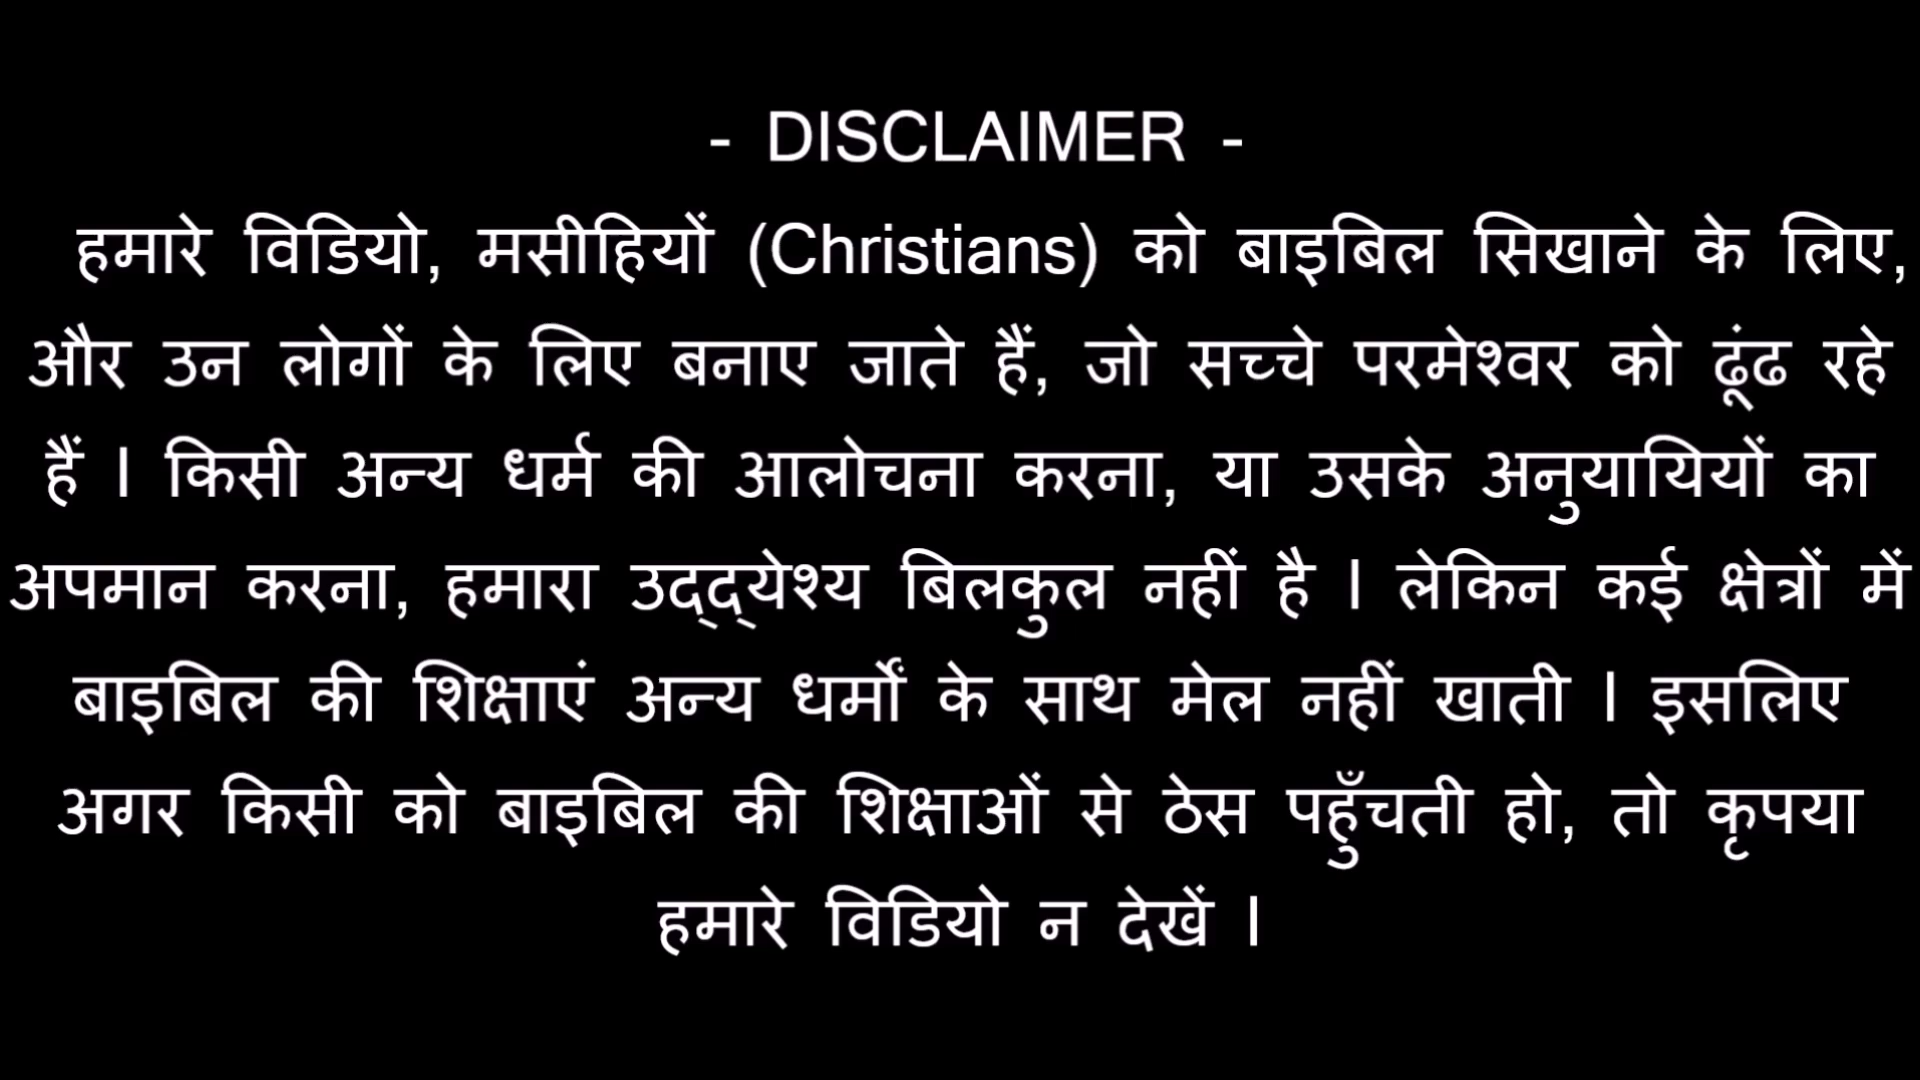 - DISCLAIMER -
हमारे विडियो, मसीहियों (Christians) को बाइबिल सिखाने के लिए,
और उन लोगों के लिए बनाए जाते हैं, जो सच्चे परमेश्वर को ढूंढ रहे
हैं । किसी अन्य धर्म की आलोचना करना, या उसके अनुयायियों का
अपमान करना, हमारा उद्द्येश्य बिलकुल नहीं है । लेकिन कई क्षेत्रों में
बाइबिल की शिक्षाएं अन्य धर्मों के साथ मेल नहीं खाती । इसलिए
अगर किसी को बाइबिल की शिक्षाओं से ठेस पहुँचती हो, तो कृपया
हमारे विडियो न देखें ।